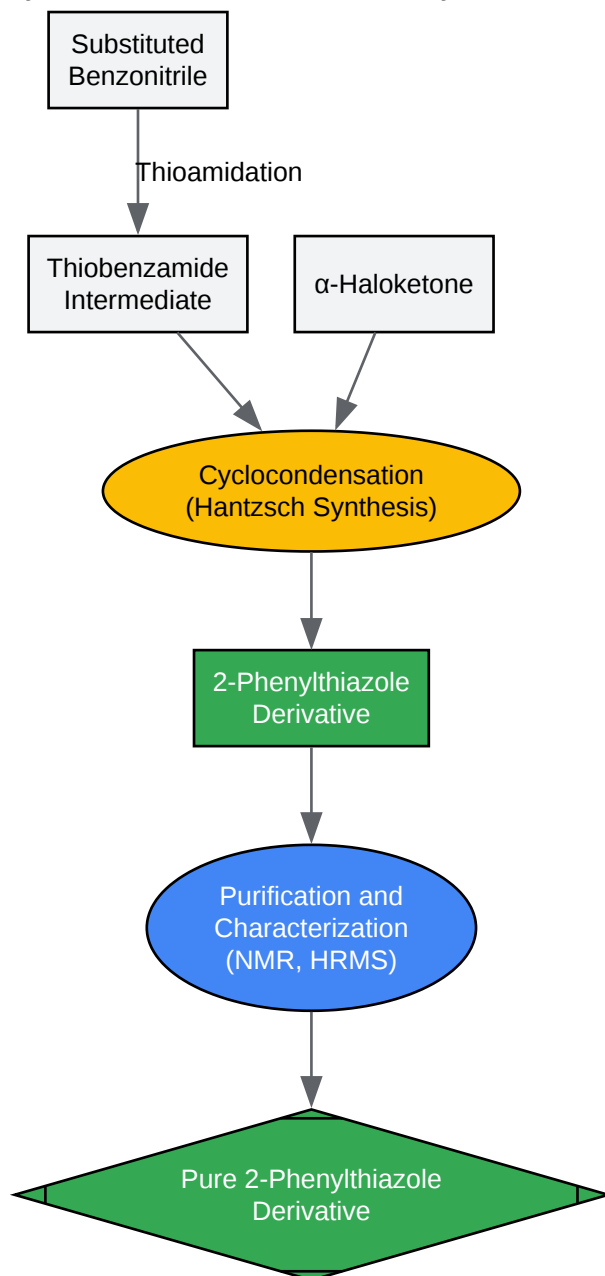 Substituted
Benzonitrile
Thioamidation
Thiobenzamide
Intermediate
α-Haloketone
Cyclocondensation
(Hantzsch Synthesis)
2-Phenylthiazole
Derivative
Purification and
Characterization
(NMR, HRMS)
Pure 2-Phenylthiazole
Derivative